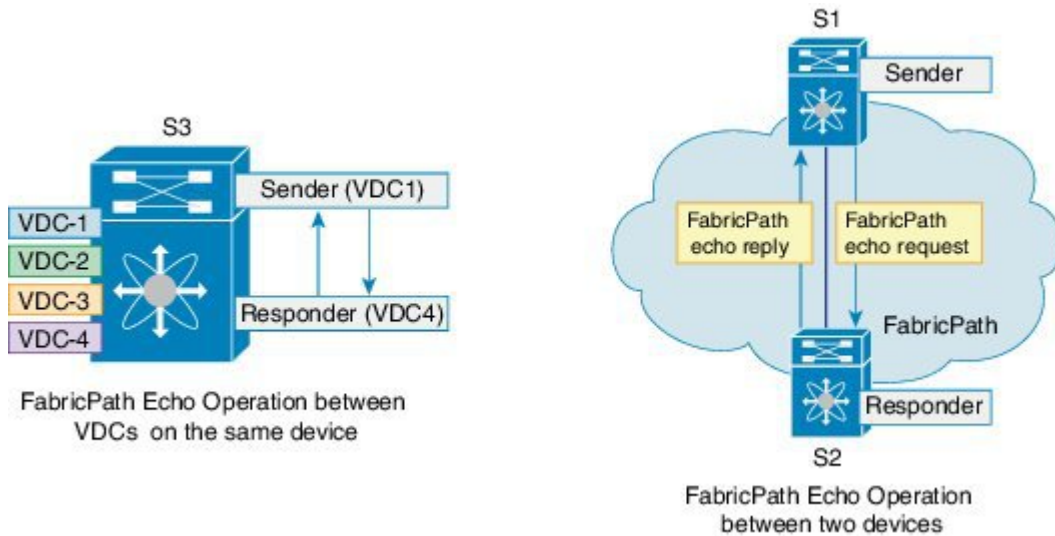 S3
Sender (VDC1)
VDC-1
VDC-2
VDC-3
VDC-4
Responder (VDC4)
FabricPath Echo Operation between
VDCs on the same device
S1
Sender
FabricPath
echo reply
FabricPath
echo request
FabricPath
Responder
S2
FabricPath Echo Operation
between two devices